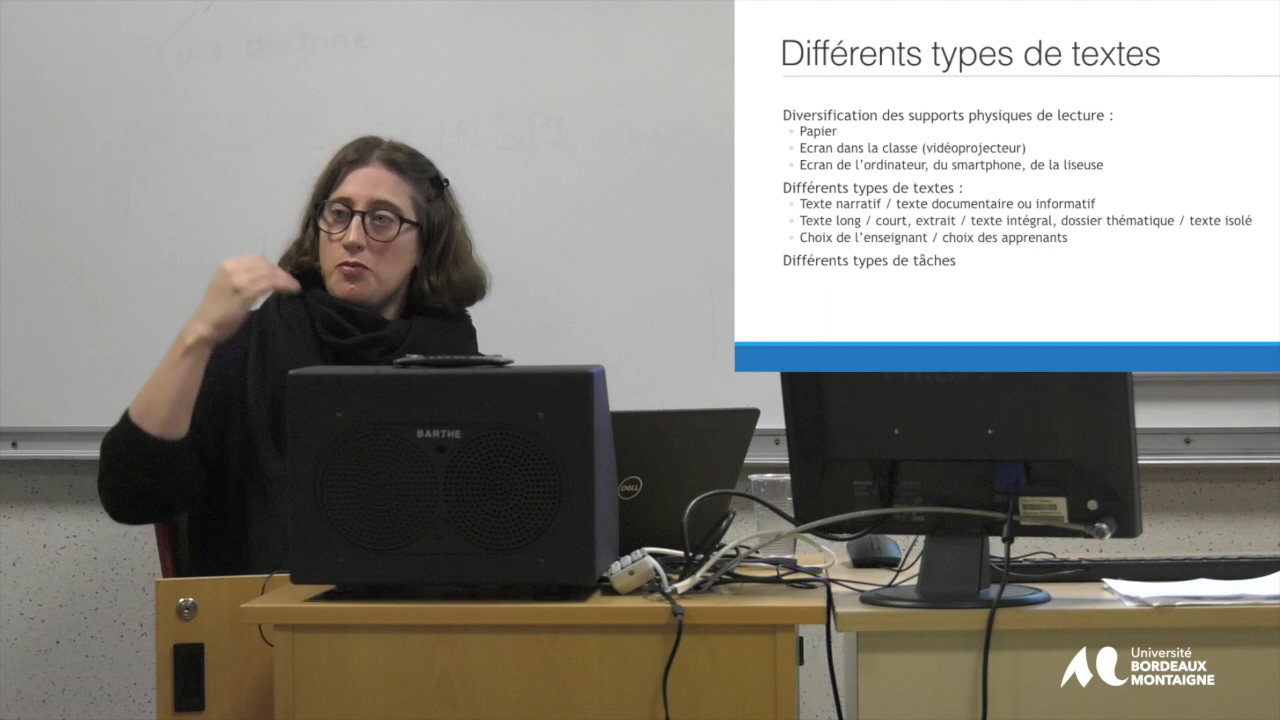 une doctrine
Différents types de textes
Diversification des supports physiques de lecture :
Papier
Ecran dans la classe (vidéoprojecteur)
Ecran de l'ordinateur, du smartphone, de la liseuse
Différents types de textes :
Texte narratif / texte documentaire ou informatif
Texte long / court, extrait / texte intégral, dossier thématique / texte isolé
Choix de l'enseignant / choix des apprenants
Différents types de tâches
BARTHE
DELL
Université
BORDEAUX
MONTAIGNE